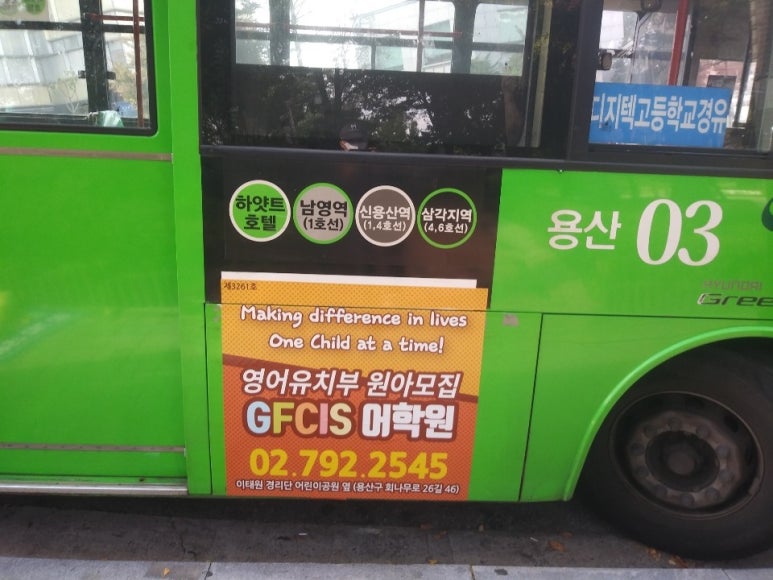 디지텍고등학교경유
하얏트
호텔
남영역
(1호선)
신용산역
(1,4호선)
삼각지역
(4,6호선)
용산 03
HYUNDAI
Gree
제3261호
Making difference in lives
One Child at a time!
영어유치부 원아모집
GFCIS 어학원
02.792.2545
이태원 경리단 어린이공원 옆 (용산구 회나무로 26길 46)